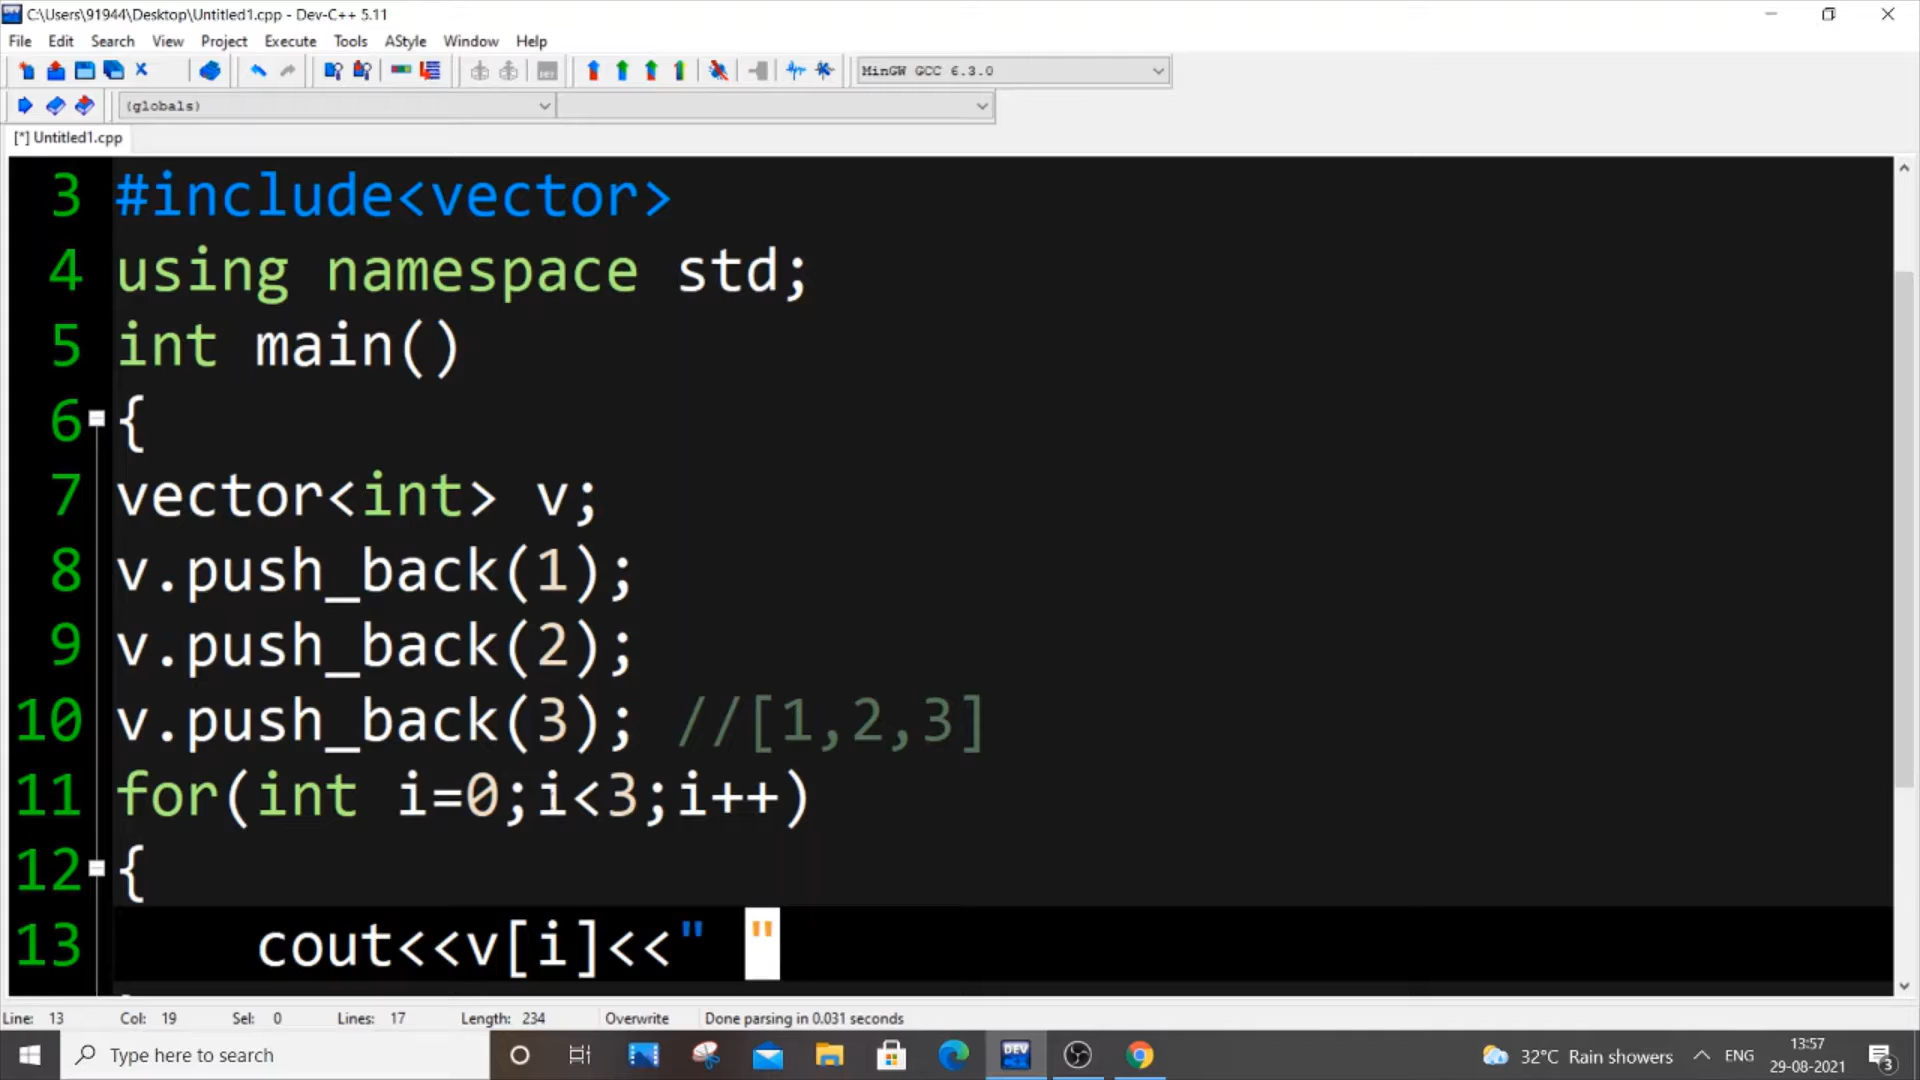 C:\Users\91944\Desktop\Untitled1.cpp - Dev-C++ 5.11
File Edit Search View Project Execute Tools AStyle Window Help
MinGW GCC 6.3.0
(globals)
[*] Untitled1.cpp
3 #include<vector>
4 using namespace std;
5 int main()
6 {
7 vector<int> v;
8 v.push_back(1);
9 v.push_back(2);
10 v.push_back(3); //[1,2,3]
11 for(int i=0;i<3;i++)
12 {
13 cout<<v[i]<<" "
Line: 13 Col: 19 Sel: 0 Lines: 17 Length: 234 Overwrite Done parsing in 0.031 seconds
Type here to search
DEV
32°C Rain showers
ENG
13:57
29-08-2021
3